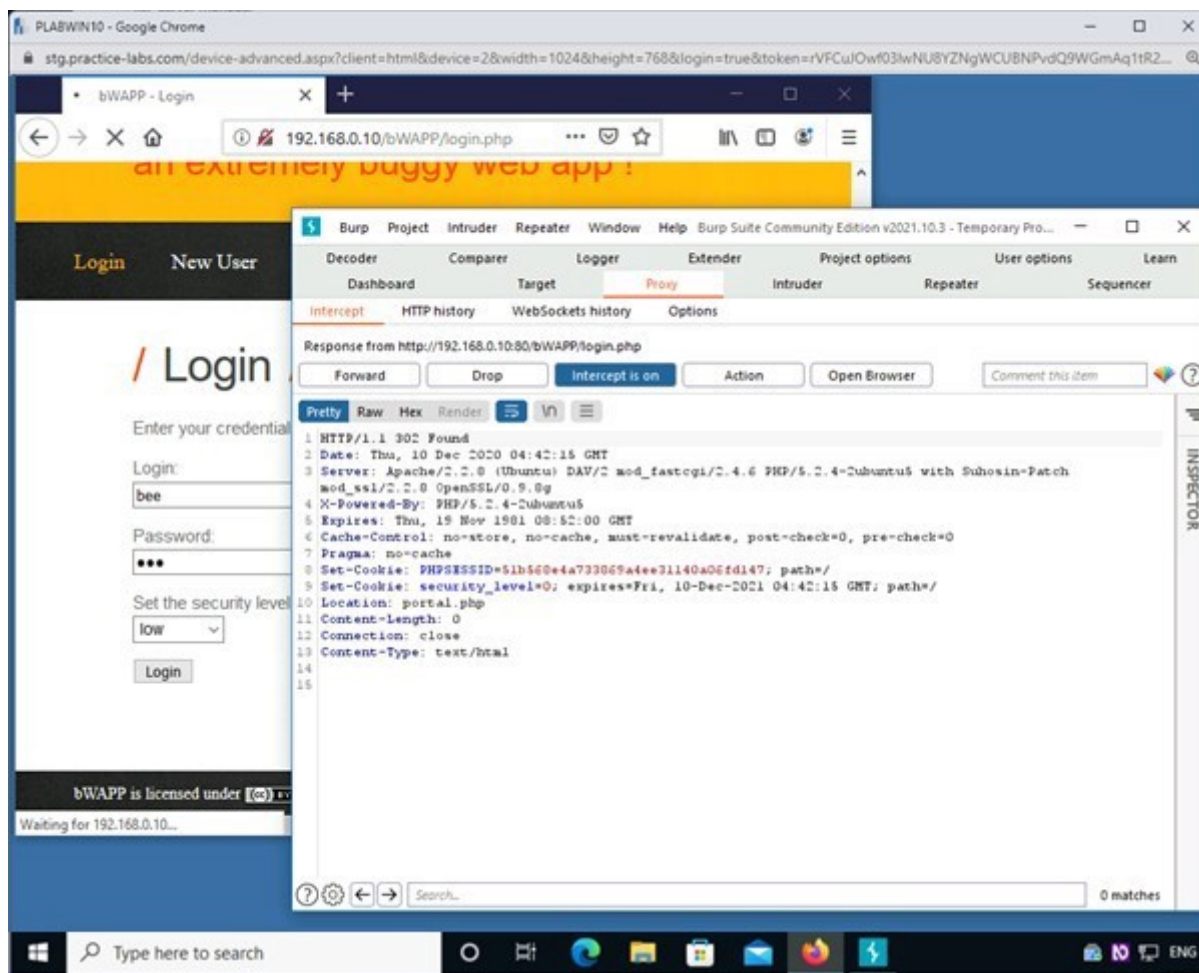 PLABWIN10 - Google Chrome
stg.practice-labs.com/device-advanced.aspx?client=html&device=2&width=1024&height=768&login=true&token=
bWAPP - Login
192.168.0.10/bWAPP/login.php
an extremely buggy web app !
Login New User
/ Login
Enter your credential
Login:
bee
Password:
Set the security level
low
Login
bWAPP is licensed under
Waiting for 192.168.0.10...
Burp Project Intruder Repeater Window Help Burp Suite Community Edition v2021.10.3 - Temporary Pro...
Decoder Comparer Logger Extender Project options User options Learn
Dashboard Target Proxy Intruder Repeater Sequencer
Intercept HTTP history WebSockets history Options
Response from http://192.168.0.10:80/bWAPP/login.php
Forward Drop Intercept is on Action Open Browser Comment this item
Pretty Raw Hex Render \n
INSPECTOR
1 HTTP/1.1 302 Found
2 Date: Thu, 10 Dec 2020 04:42:15 GMT
3 Server: Apache/2.2.8 (Ubuntu) DAV/2 mod_fastcgi/2.4.6 PHP/5.2.4-2ubuntu5 with Suhosin-Patch
mod_ssl/2.2.8 OpenSSL/0.9.8g
4 X-Powered-By: PHP/5.2.4-2ubuntu5
5 Expires: Thu, 19 Nov 1981 08:52:00 GMT
6 Cache-Control: no-store, no-cache, must-revalidate, post-check=0, pre-check=0
7 Pragma: no-cache
8 Set-Cookie: PHPSESSID=51b568e4a733869a4ee31140a06fd147; path=/
9 Set-Cookie: security_level=0; expires=Fri, 10-Dec-2021 04:42:15 GMT; path=/
10 Location: portal.php
11 Content-Length: 0
12 Connection: close
13 Content-Type: text/html
14
15
Search... 0 matches
Type here to search
ENG